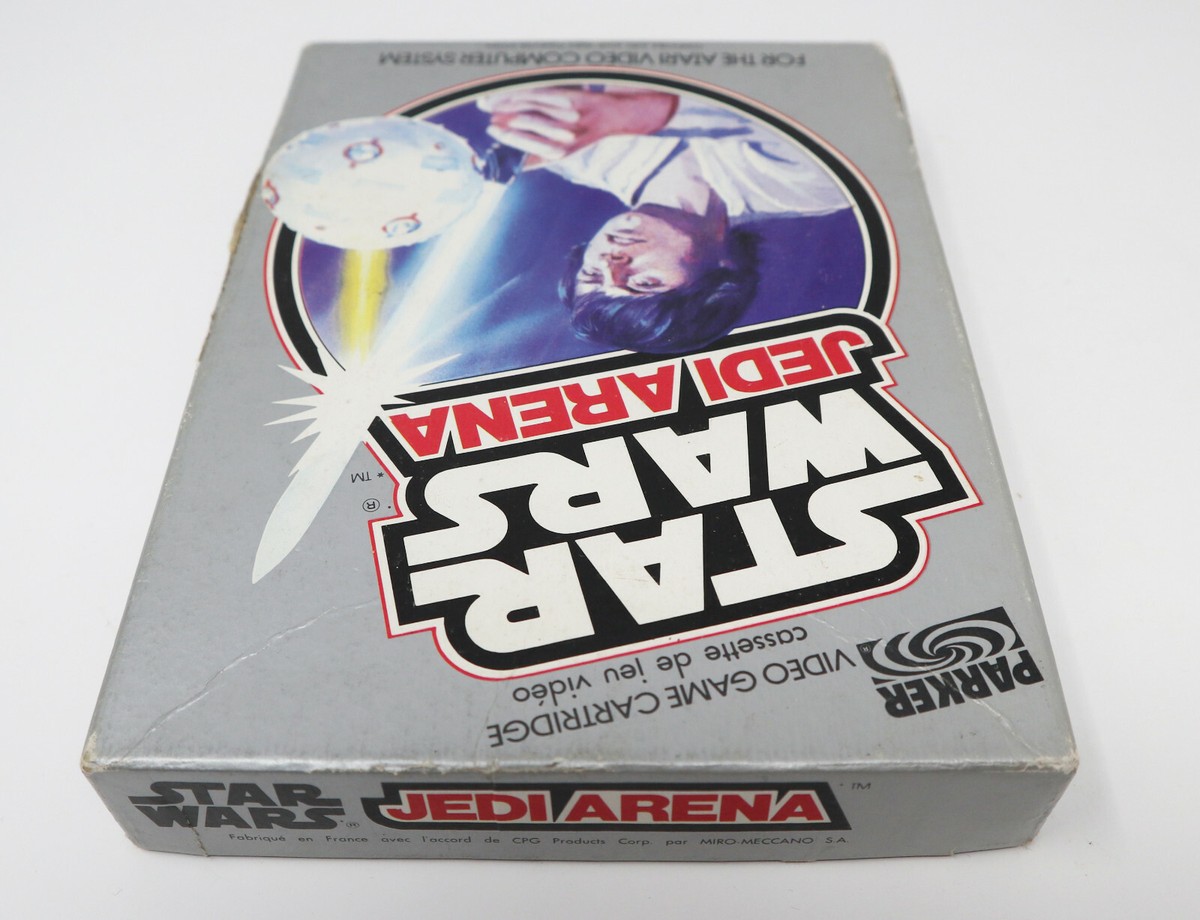 PARKER
VIDEO GAME CARTRIDGE
cassette de jeu vidéo
STAR
WARS
®
JEDI ARENA
* TM
FOR THE ATARI VIDEO COMPUTER SYSTEM
STAR
WARS ®
JEDI ARENA TM
Fabriqué en France avec l'accord de CPG Products Corp. par MIRO-MECCANO S.A.